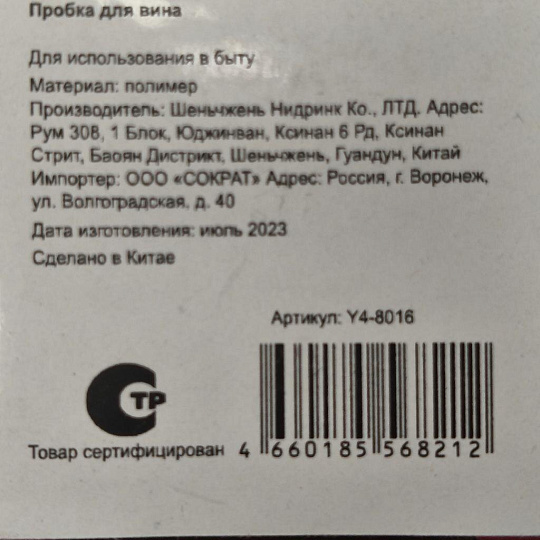 Пробка для вина
Для использования в быту
Материал: полимер
Производитель: Шеньчжень Нидринк Ко., ЛТД. Адрес:
Рум 308, 1 Блок, Юджинван, Ксинан 6 Рд, Ксинан
Стрит, Баоян Дистрикт, Шеньчжень, Гуандун, Китай
Импортер: ООО «СОКРАТ» Адрес: Россия, г. Воронеж,
ул. Волгоградская, д. 40
Дата изготовления: июль 2023
Сделано в Китае
Артикул: Y4-8016
СТР
Товар сертифицирован
4 660185 568212